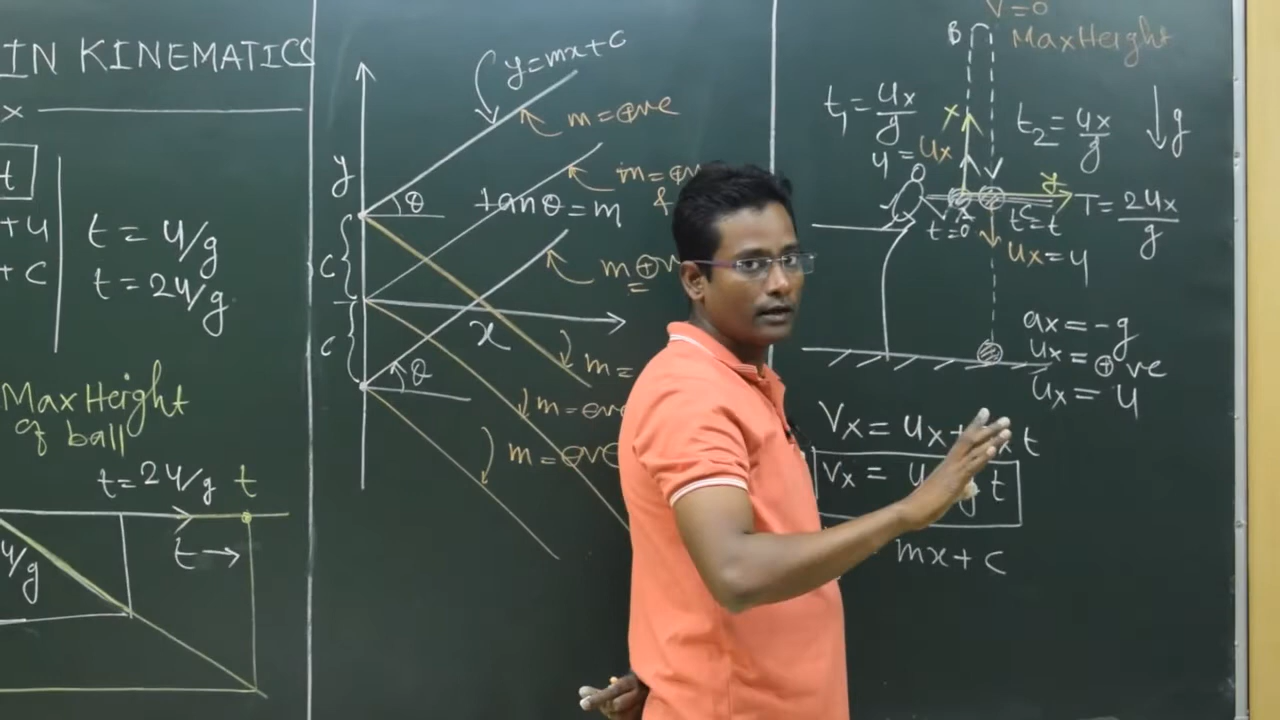 IN KINEMATICS
x
t
+u
+c
t = u/g
t = 2u/g
Max Height
of ball
t=2u/g t
t →
u/g
y=mx+c
m=⊕ve
y
θ
tanθ=m
c
x
c
θ
m=
m=⊖ve
m=⊖ve
V=0
B
Max Height
t₁=ux/g
x
t₂=ux/g
g
u=ux
y
t=0
t=t
T=2ux/g
ux=u
ax=-g
ux=⊕ve
ux=u
Vx=ux+ t
Vx= u g t
mx+c